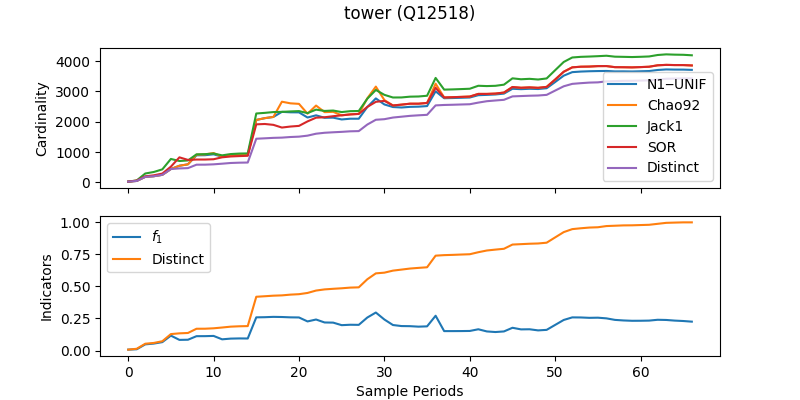 tower (Q12518)
Cardinality
4000
3000
2000
1000
0
N1−UNIF
Chao92
Jack1
SOR
Distinct
Indicators
1.00
0.75
0.50
0.25
0.00
f₁
Distinct
0 10 20 30 40 50 60
Sample Periods